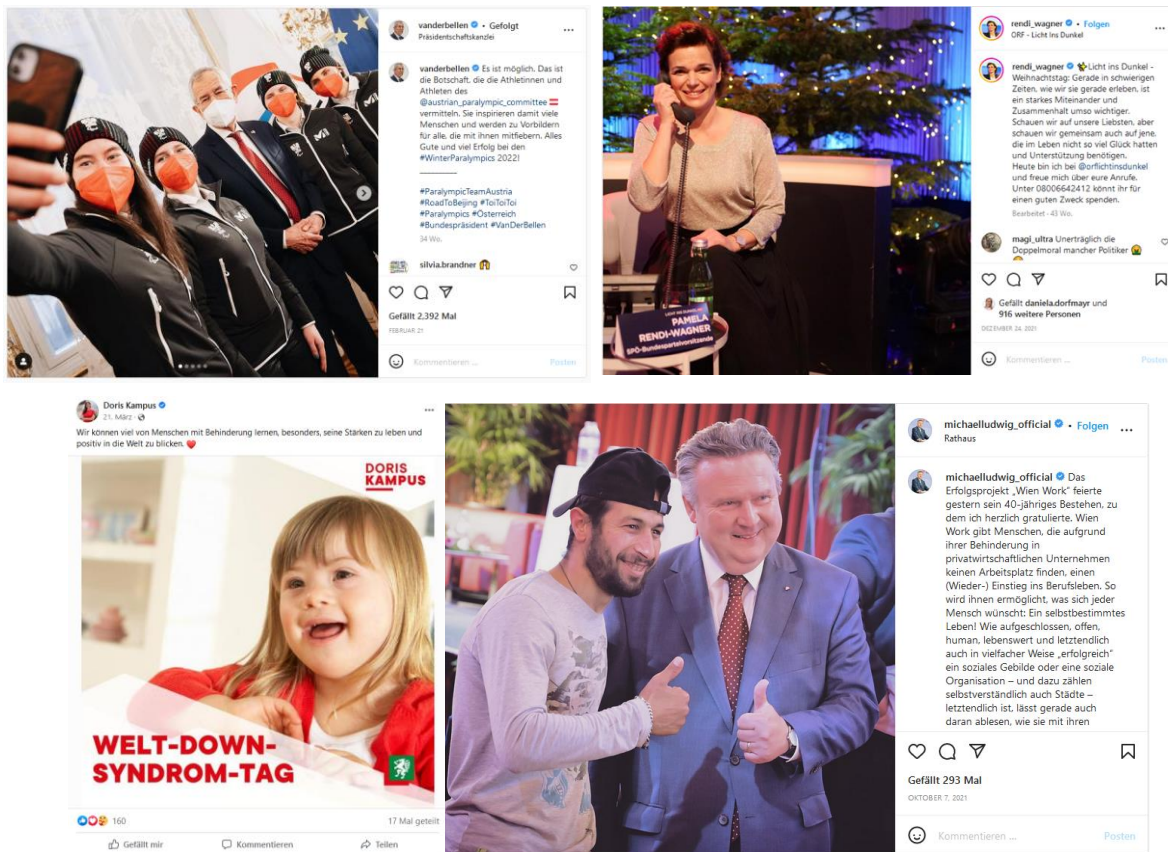 vanderbellen • Gefolgt
Präsidentschaftskanzlei
vanderbellen Es ist möglich. Das ist
die Botschaft, die die Athletinnen und
Athleten des
@austrian_paralympic_committee
vermitteln. Sie inspirieren damit viele
Menschen und werden zu Vorbildern
für alle, die mit ihnen mitfiebern. Alles
Gute und viel Erfolg bei den
#WinterParalympics 2022!
#ParalympicTeamAustria
#RoadToBeijing #ToiToiToi
#Paralympics #Österreich
#Bundespräsident #VanDerBellen
34 Wo.
silvia.brandner
Gefällt 2.392 Mal
FEBRUAR 21
Kommentieren ...
Posten
rendi_wagner • Folgen
ORF - Licht Ins Dunkel
rendi_wagner Licht ins Dunkel -
Weihnachtstag: Gerade in schwierigen
Zeiten, wie wir sie gerade erleben, ist
ein starkes Miteinander und
Zusammenhalt umso wichtiger.
Schauen wir auf unsere Liebsten, aber
schauen wir gemeinsam auch auf jene,
die im Leben nicht so viel Glück hatten
und Unterstützung benötigen.
Heute bin ich bei @orflichtinsdunkel
und freue mich über eure Anrufe.
Unter 08006642412 könnt ihr für
einen guten Zweck spenden.
Bearbeitet - 43 Wo.
magi_ultra Unerträglich die
Doppelmoral mancher Politiker
Gefällt daniela.dorfmayr und
916 weitere Personen
DEZEMBER 24, 2021
Kommentieren ...
Posten
LICHT INS DUNKEL
PAMELA
RENDI-WAGNER
SPÖ-Bundesparteivorsitzende
Doris Kampus
21. März
Wir können viel von Menschen mit Behinderung lernen, besonders, seine Stärken zu leben und
positiv in die Welt zu blicken.
DORIS
KAMPUS
WELT-DOWN-
SYNDROM-TAG
160
17 Mal geteilt
Gefällt mir
Kommentieren
Teilen
michaelludwig_official • Folgen
Rathaus
michaelludwig_official Das
Erfolgsprojekt „Wien Work“ feierte
gestern sein 40-jähriges Bestehen, zu
dem ich herzlich gratulierte. Wien
Work gibt Menschen, die aufgrund
ihrer Behinderung in
privatwirtschaftlichen Unternehmen
keinen Arbeitsplatz finden, einen
(Wieder-) Einstieg ins Berufsleben. So
wird ihnen ermöglicht, was sich jeder
Mensch wünscht: Ein selbstbestimmtes
Leben! Wie aufgeschlossen, offen,
human, lebenswert und letztendlich
auch in vielfacher Weise „erfolgreich“
ein soziales Gebilde oder eine soziale
Organisation – und dazu zählen
selbstverständlich auch Städte –
letztendlich ist, lässt gerade auch
daran ablesen, wie sie mit ihren
Gefällt 293 Mal
OKTOBER 7, 2021
Kommentieren ...
Posten